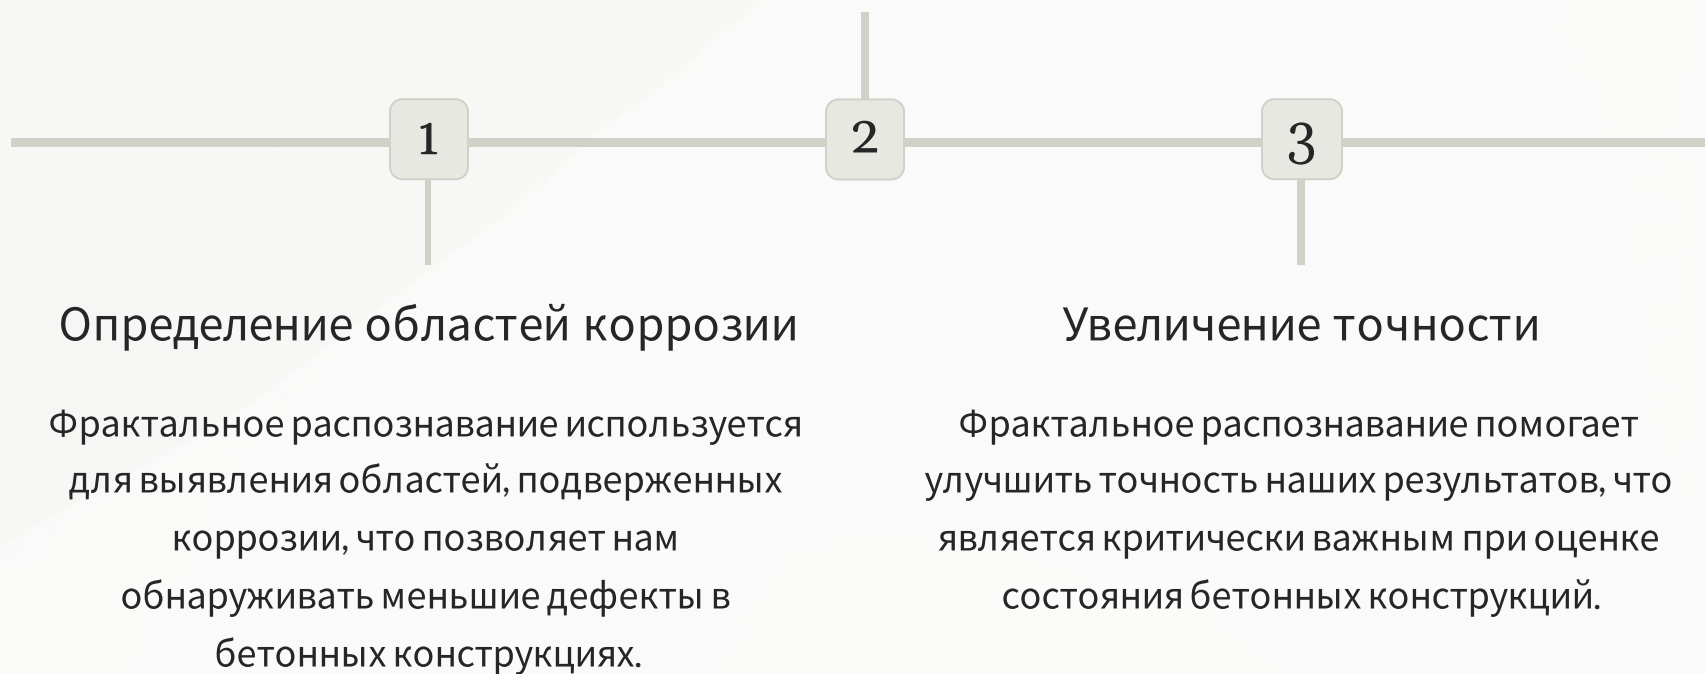 1
2
3
Определение областей коррозии
Фрактальное распознавание используется
для выявления областей, подверженных
коррозии, что позволяет нам
обнаруживать меньшие дефекты в
бетонных конструкциях.
Увеличение точности
Фрактальное распознавание помогает
улучшить точность наших результатов, что
является критически важным при оценке
состояния бетонных конструкций.